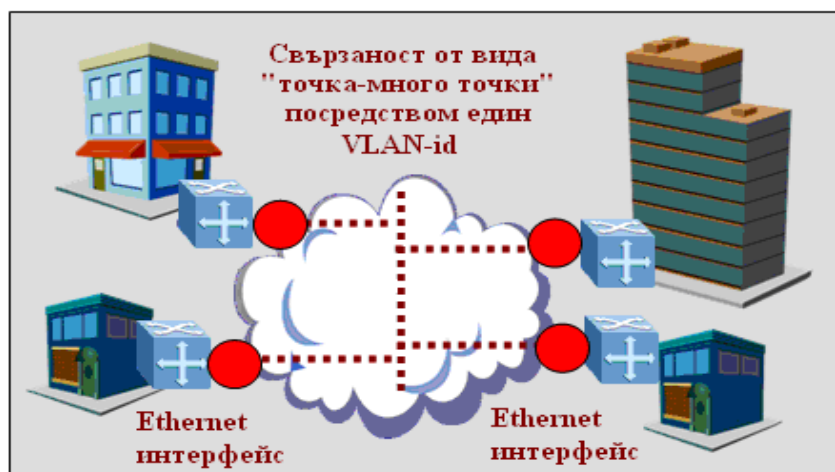 Свързаност от вида
"точка-много точки"
посредством един
VLAN-id
Ethernet
интерфейс
Ethernet
интерфейс